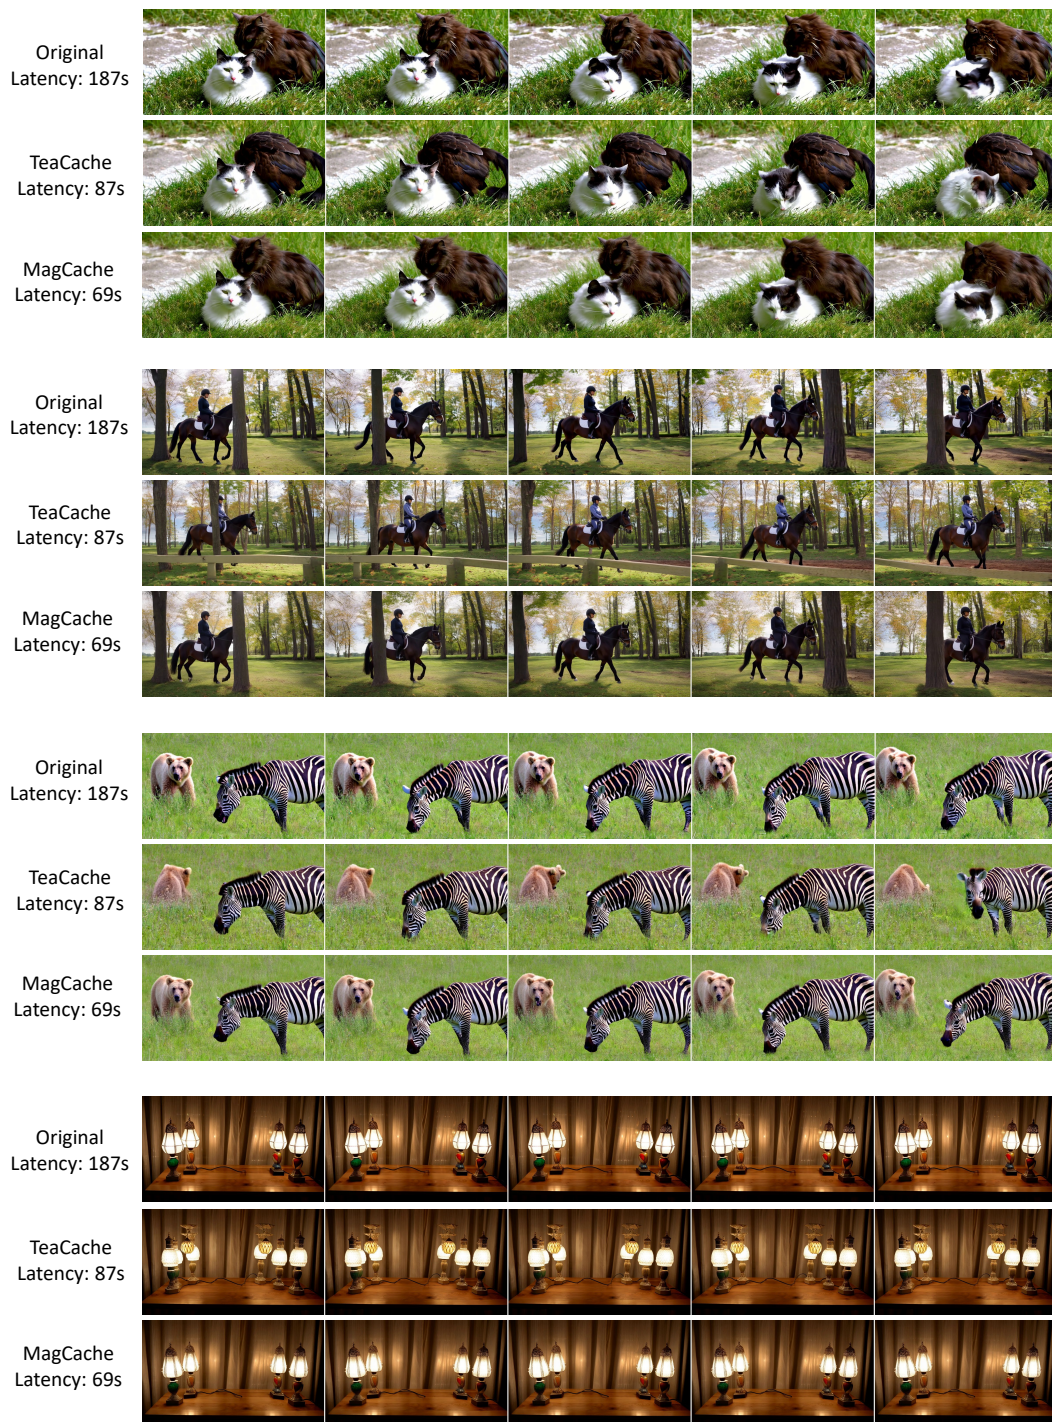 Original
Latency: 187s
TeaCache
Latency: 87s
MagCache
Latency: 69s
Original
Latency: 187s
TeaCache
Latency: 87s
MagCache
Latency: 69s
Original
Latency: 187s
TeaCache
Latency: 87s
MagCache
Latency: 69s
Original
Latency: 187s
TeaCache
Latency: 87s
MagCache
Latency: 69s